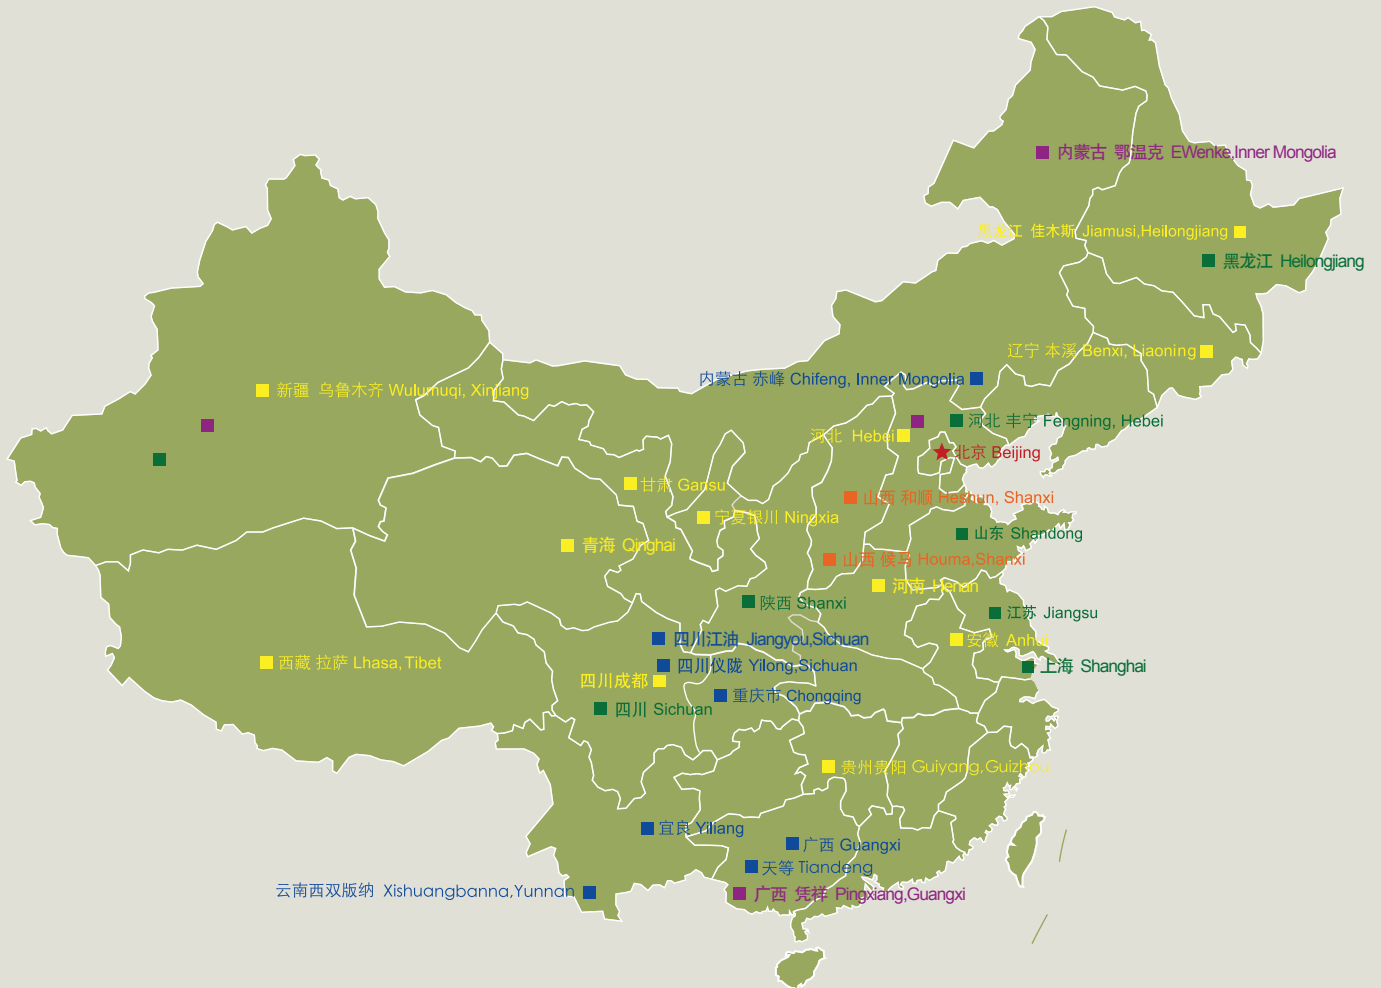 内蒙古 鄂温克 EWenke,Inner Mongolia
黑龙江 佳木斯 Jiamusi,Heilongjiang
黑龙江 Heilongjiang
辽宁 本溪 Benxi, Liaoning
内蒙古 赤峰 Chifeng, Inner Mongolia
新疆 乌鲁木齐 Wulumuqi, Xinjiang
河北 丰宁 Fengning, Hebei
河北 Hebei
北京 Beijing
甘肃 Gansu
山西 和顺 Heshun, Shanxi
宁夏银川 Ningxia
山东 Shandong
青海 Qinghai
山西 候马 Houma,Shanxi
河南 Henan
陕西 Shanxi
江苏 Jiangsu
四川江油 Jiangyou,Sichuan
安徽 Anhui
西藏 拉萨 Lhasa,Tibet
四川仪陇 Yilong,Sichuan
上海 Shanghai
四川成都
重庆市 Chongqing
四川 Sichuan
贵州贵阳 Guiyang,Guizhou
宜良 Yiliang
广西 Guangxi
天等 Tiandeng
云南西双版纳 Xishuangbanna,Yunnan
广西 凭祥 Pingxiang,Guangxi